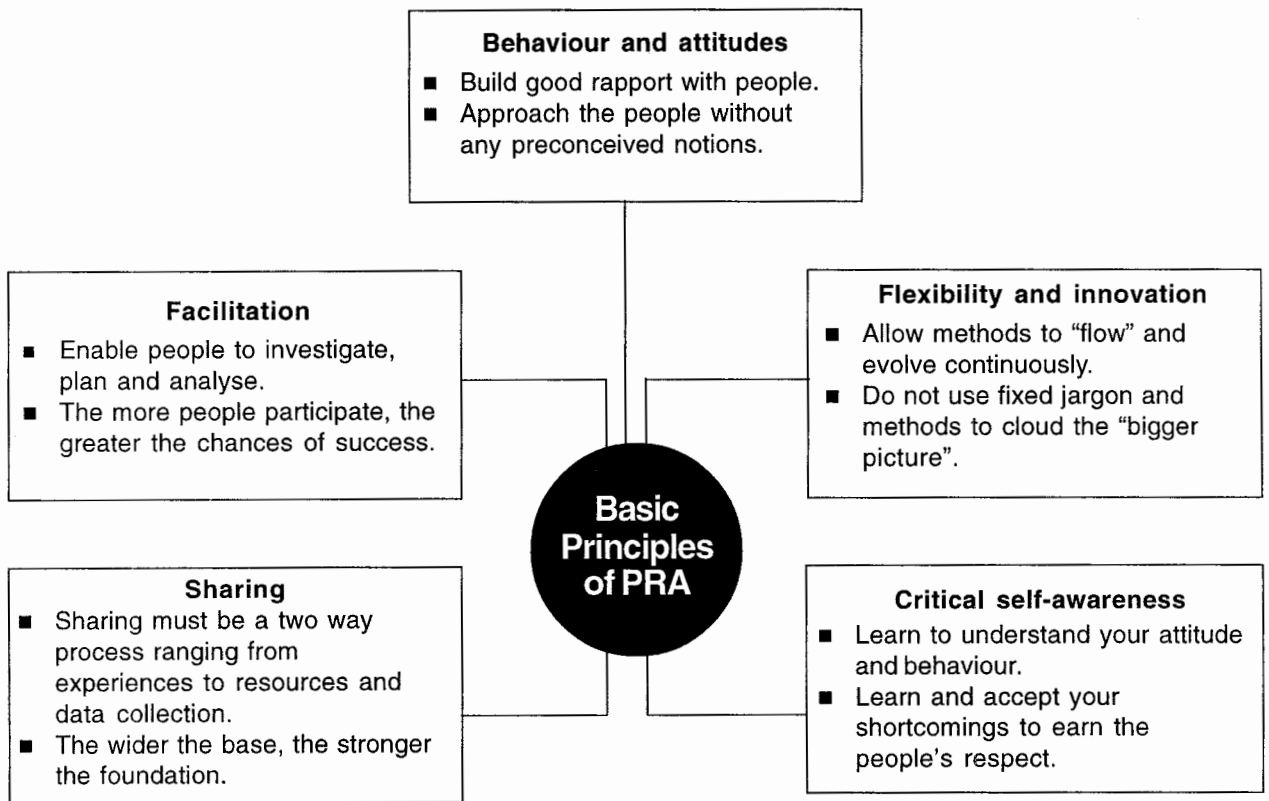 Behaviour and attitudes
■ Build good rapport with people.
■ Approach the people without
any preconceived notions.
Facilitation
■ Enable people to investigate,
plan and analyse.
■ The more people participate, the
greater the chances of success.
Flexibility and innovation
■ Allow methods to “flow” and
evolve continuously.
■ Do not use fixed jargon and
methods to cloud the “bigger
picture”.
Basic
Principles
of PRA
Sharing
■ Sharing must be a two way
process ranging from
experiences to resources and
data collection.
■ The wider the base, the stronger
the foundation.
Critical self-awareness
■ Learn to understand your attitude
and behaviour.
■ Learn and accept your
shortcomings to earn the
people’s respect.